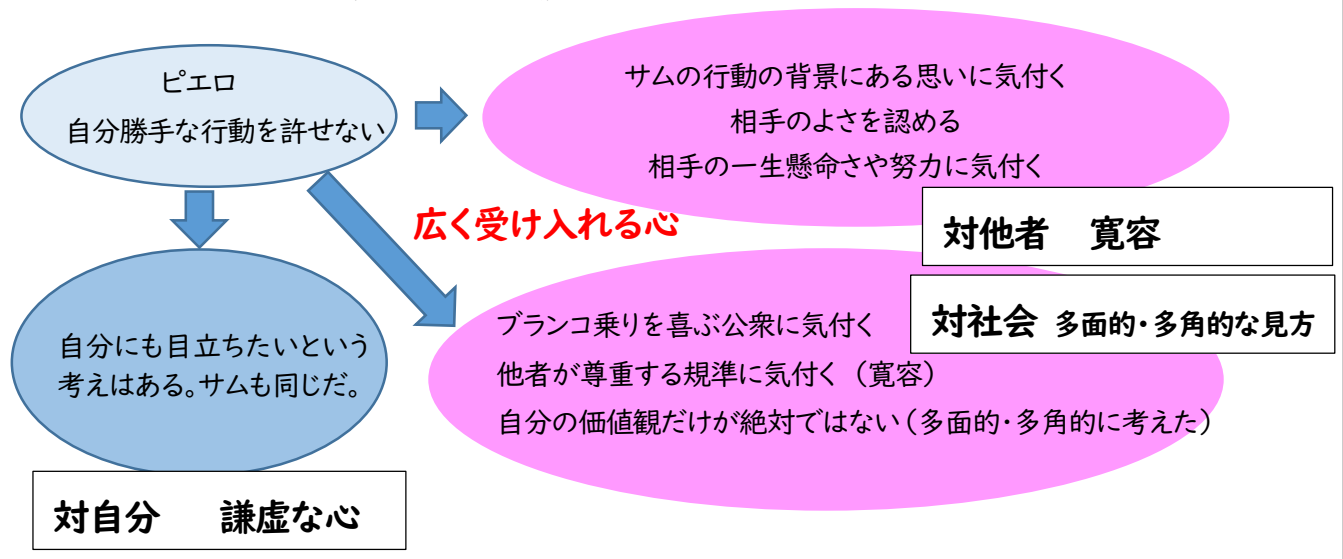 ピエロ
自分勝手な行動を許せない
サムの行動の背景にある思いに気付く
相手のよさを認める
相手の一生懸命さや努力に気付く
対他者 寛容
広く受け入れる心
対社会 多面的・多角的な見方
ブランコ乗りを喜ぶ公衆に気付く
他者が尊重する規準に気付く（寛容）
自分の価値観だけが絶対ではない（多面的・多角的に考えた）
自分にも目立ちたいという
考えはある。サムも同じだ。
対自分 謙虚な心